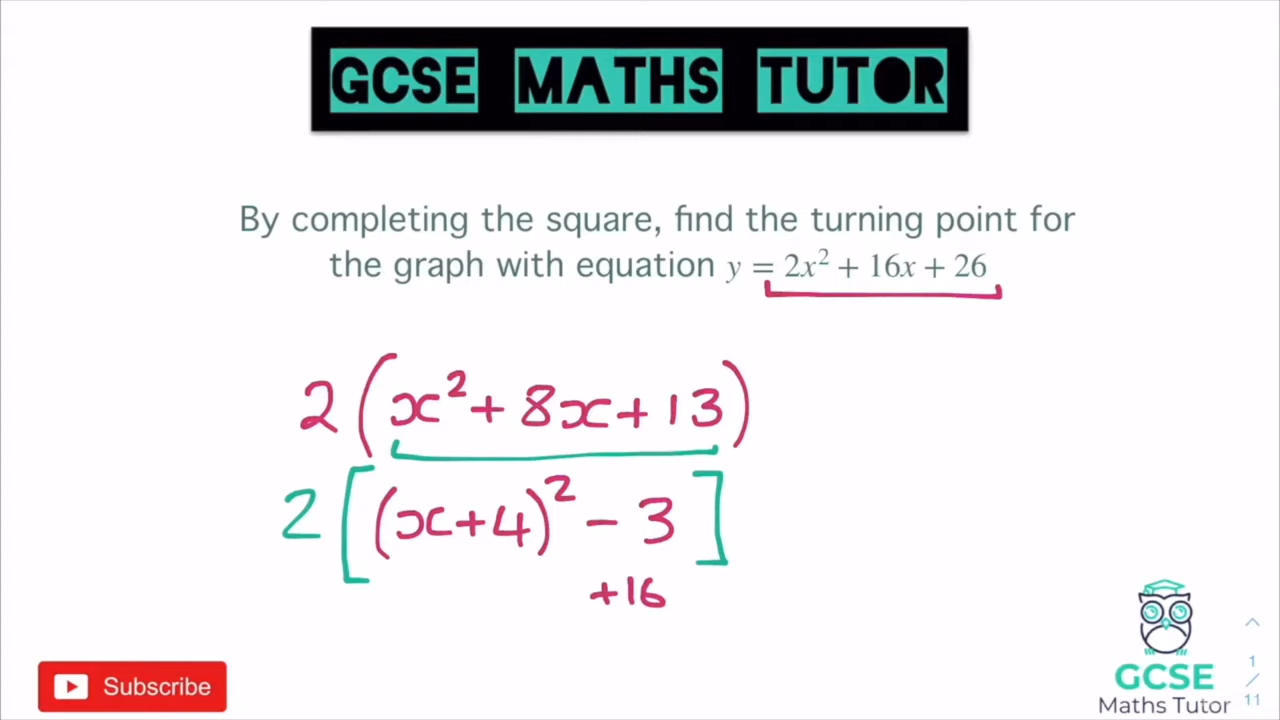 GCSE MATHS TUTOR
By completing the square, find the turning point for
the graph with equation y = 2x² + 16x + 26
2(x² + 8x + 13)
2[(x+4)² − 3]
+16
Subscribe
GCSE
Maths Tutor
1
/
11